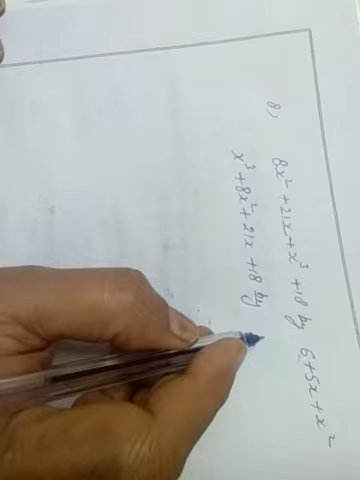 8) 8x² + 21x + x³ + 18 by 6 + 5x + x²
x³ + 8x² + 21x + 18 by